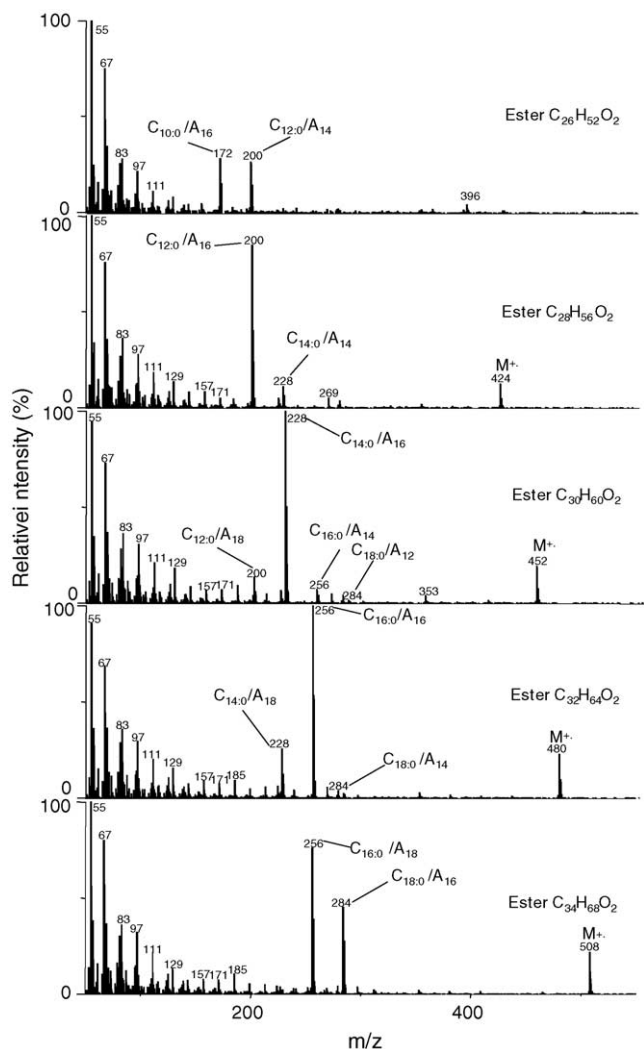 100
55
67
83
97
111
C10:0/A16
C12:0/A14
172
200
396
Ester C26H52O2
0
100
55
67
83
97
111
129
157
171
C12:0/A16
200
C14:0/A14
228
269
M+.
424
Ester C28H56O2
0
100
55
67
83
97
111
129
157
171
C12:0/A18
200
228
C14:0/A16
C16:0/A14
256
C18:0/A12
284
353
M+.
452
Ester C30H60O2
0
100
55
67
83
97
111
129
157
171
185
C14:0/A18
228
256
C16:0/A16
C18:0/A14
284
M+.
480
Ester C32H64O2
0
100
55
67
83
97
111
129
157
171
185
256
C16:0/A18
C18:0/A16
284
M+.
508
Ester C34H68O2
0
200
400
m/z
Relativei ntensity (%)